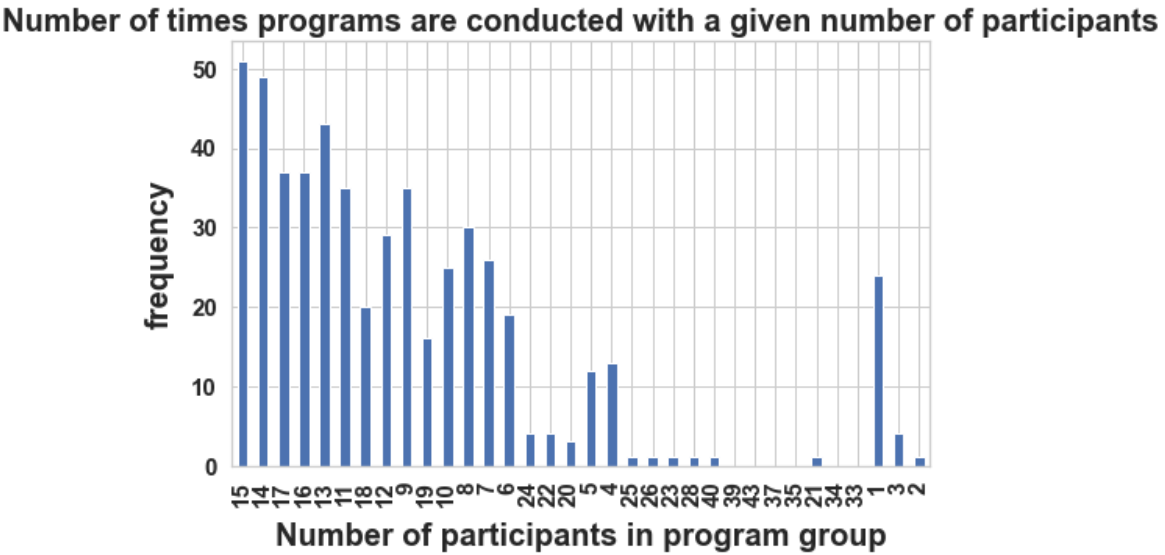 Number of times programs are conducted with a given number of participants
50
40
30
20
10
0
frequency
15 14 17 16 13 11 18 12 9 19 10 8 7 6 24 22 20 5 4 25 26 23 28 40 39 43 37 35 21 34 33 1 3 2
Number of participants in program group